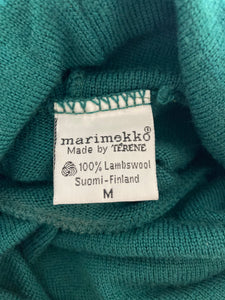 marimekko®
Made by TERENE
100% Lambswool
Suomi-Finland
M